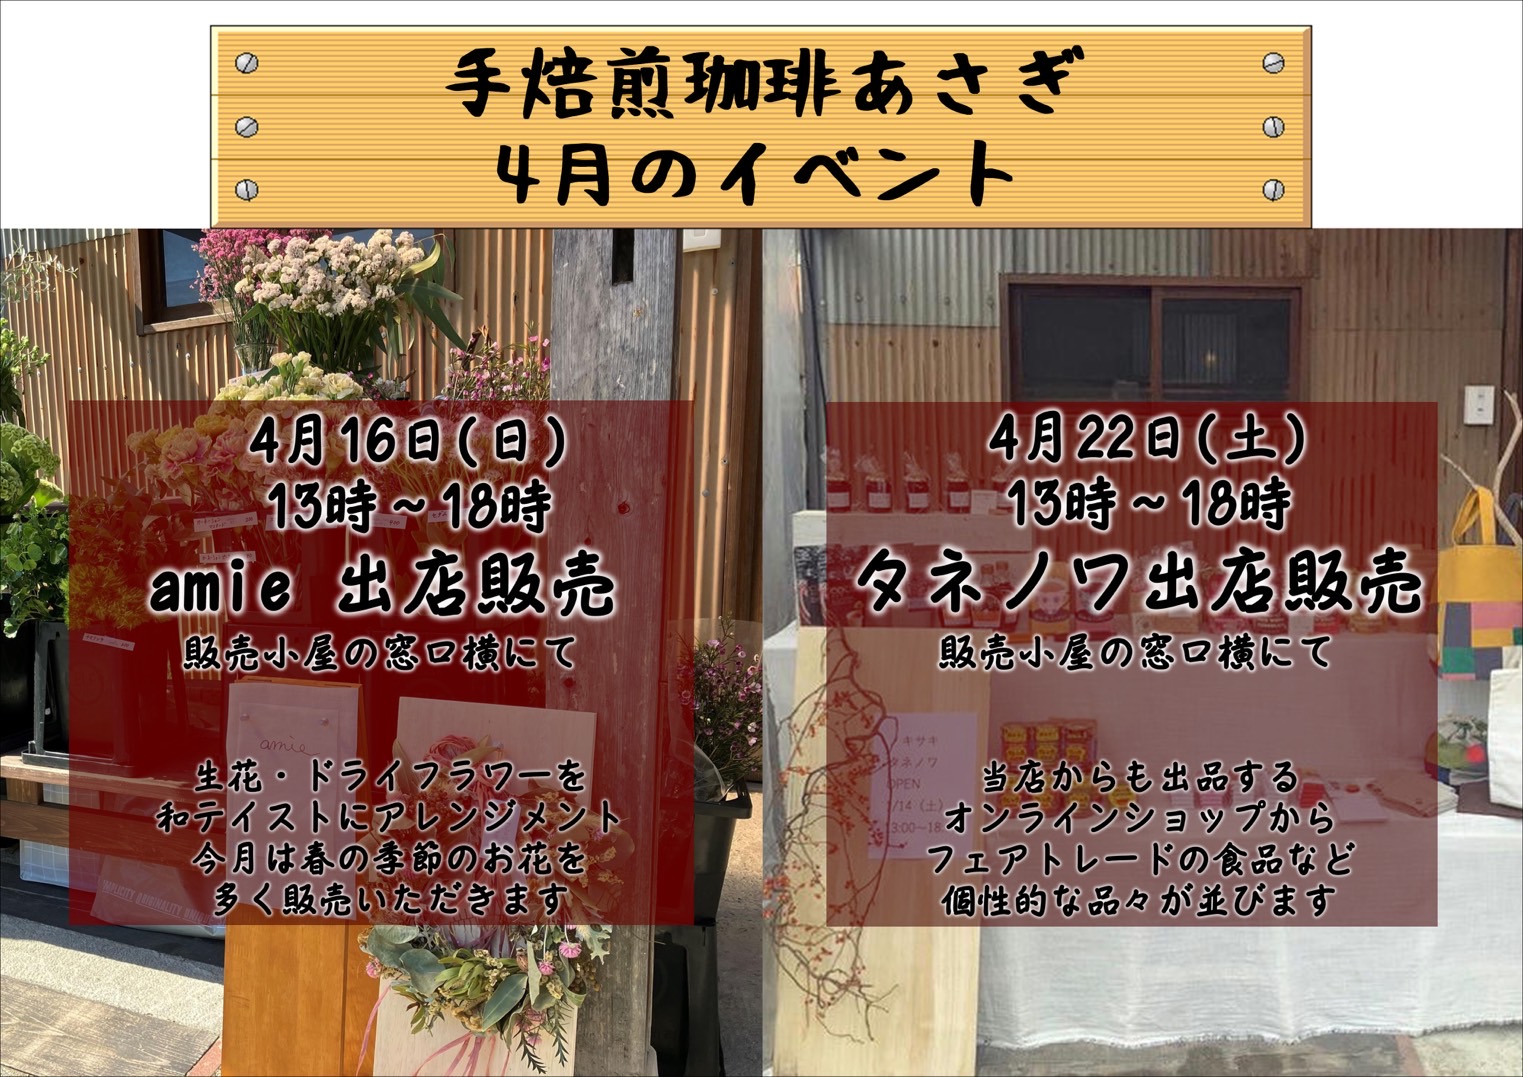 手焙煎珈琲あさぎ
4月のイベント
4月16日(日)
13時～18時
amie 出店販売
販売小屋の窓口横にて
amie
生花・ドライフラワーを
和テイストにアレンジメント
今月は春の季節のお花を
多く販売いただきます
4月22日(土)
13時～18時
タネノワ出店販売
販売小屋の窓口横にて
キサキ
タネノワ
OPEN
1/14 (土)
13:00～18:
当店からも出品する
オンラインショップから
フェアトレードの食品など
個性的な品々が並びます